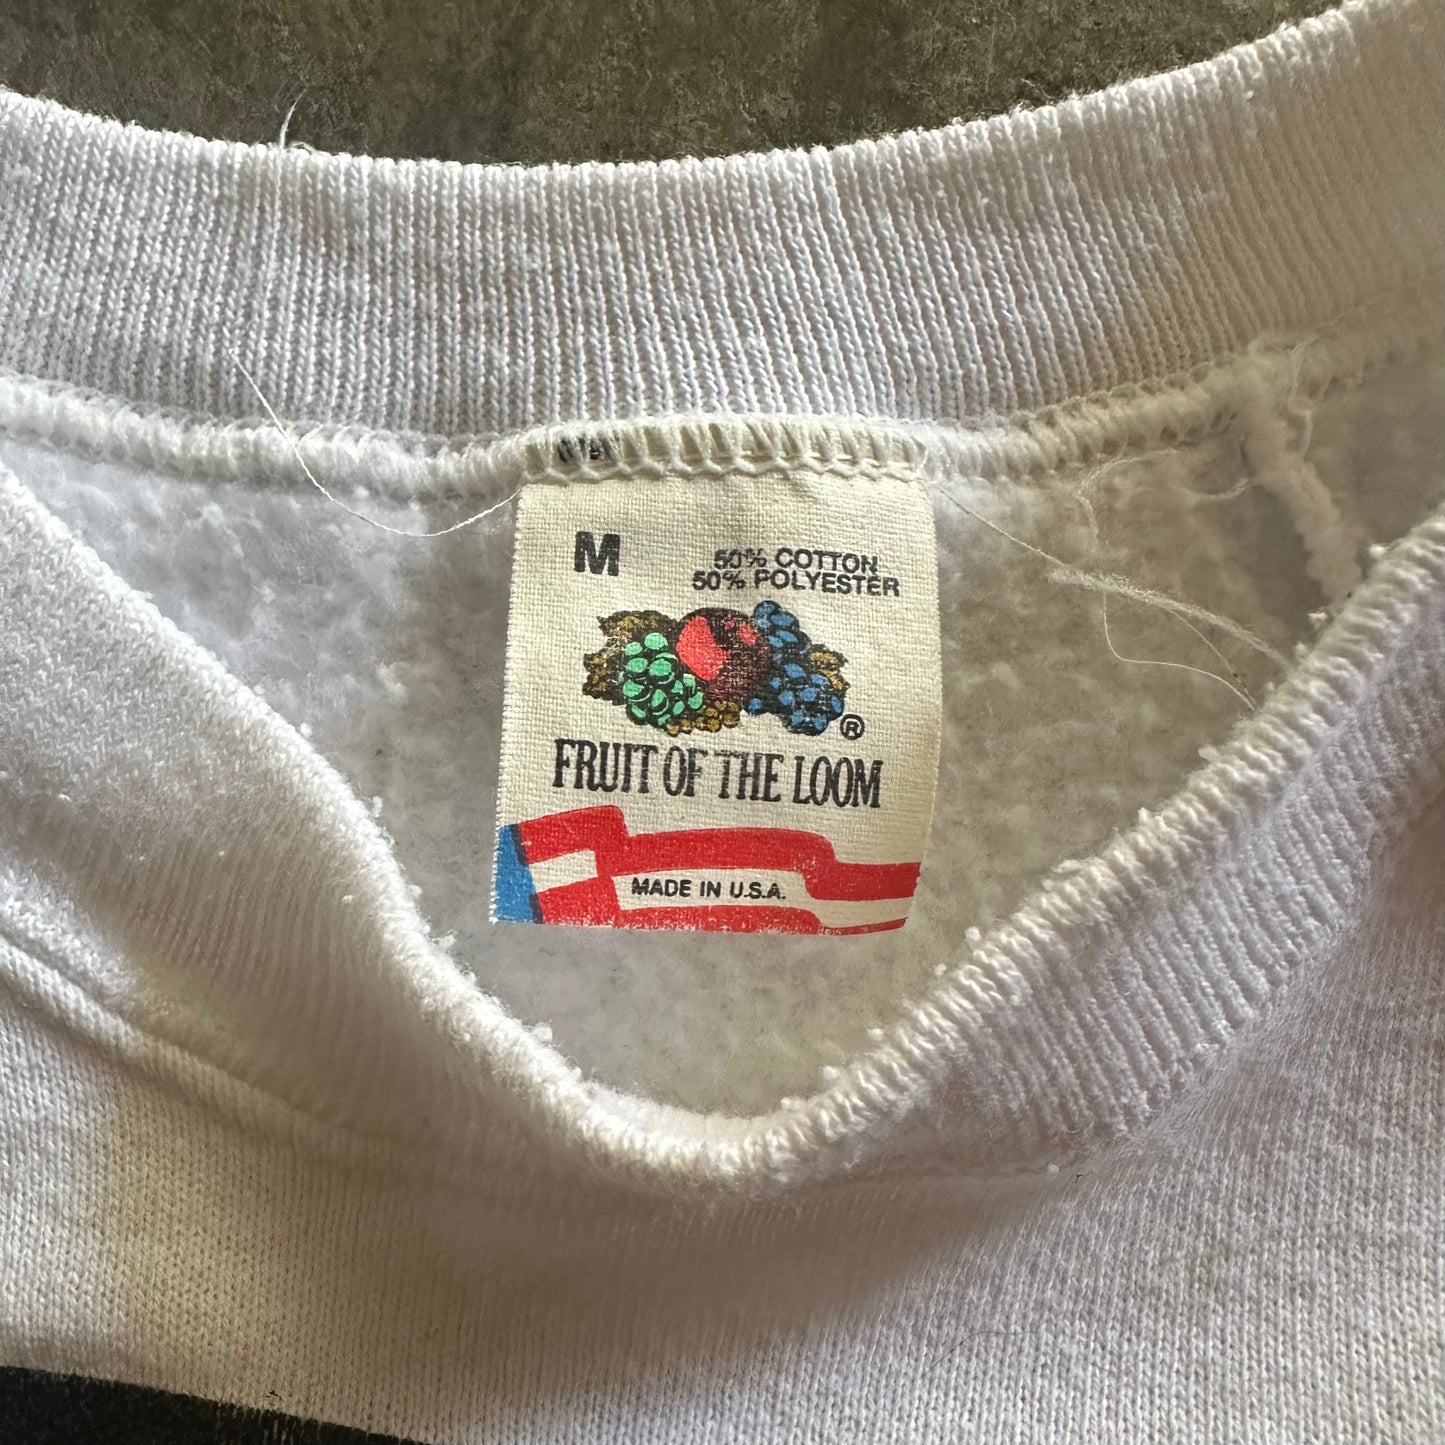 M
50% COTTON
50% POLYESTER
®
FRUIT OF THE LOOM
MADE IN U.S.A.